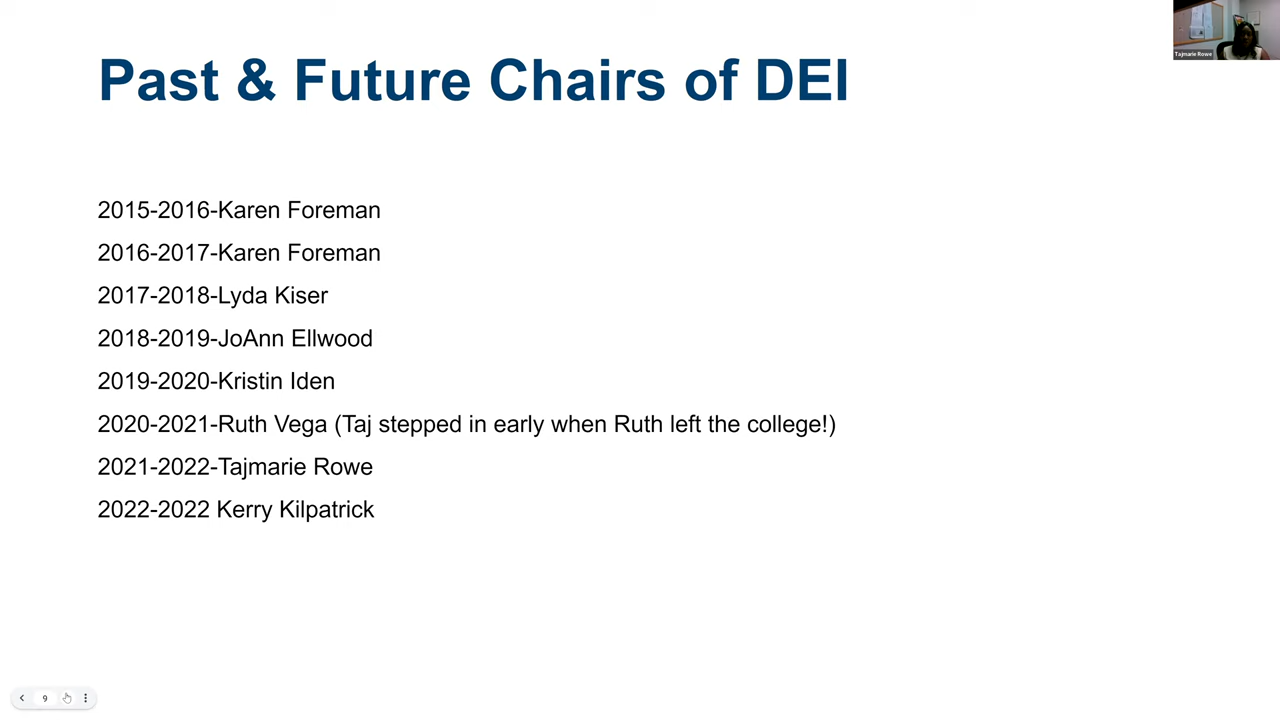 Past & Future Chairs of DEI
Tajmarie Rowe
2015-2016-Karen Foreman
2016-2017-Karen Foreman
2017-2018-Lyda Kiser
2018-2019-JoAnn Ellwood
2019-2020-Kristin Iden
2020-2021-Ruth Vega (Taj stepped in early when Ruth left the college!)
2021-2022-Tajmarie Rowe
2022-2022 Kerry Kilpatrick
9